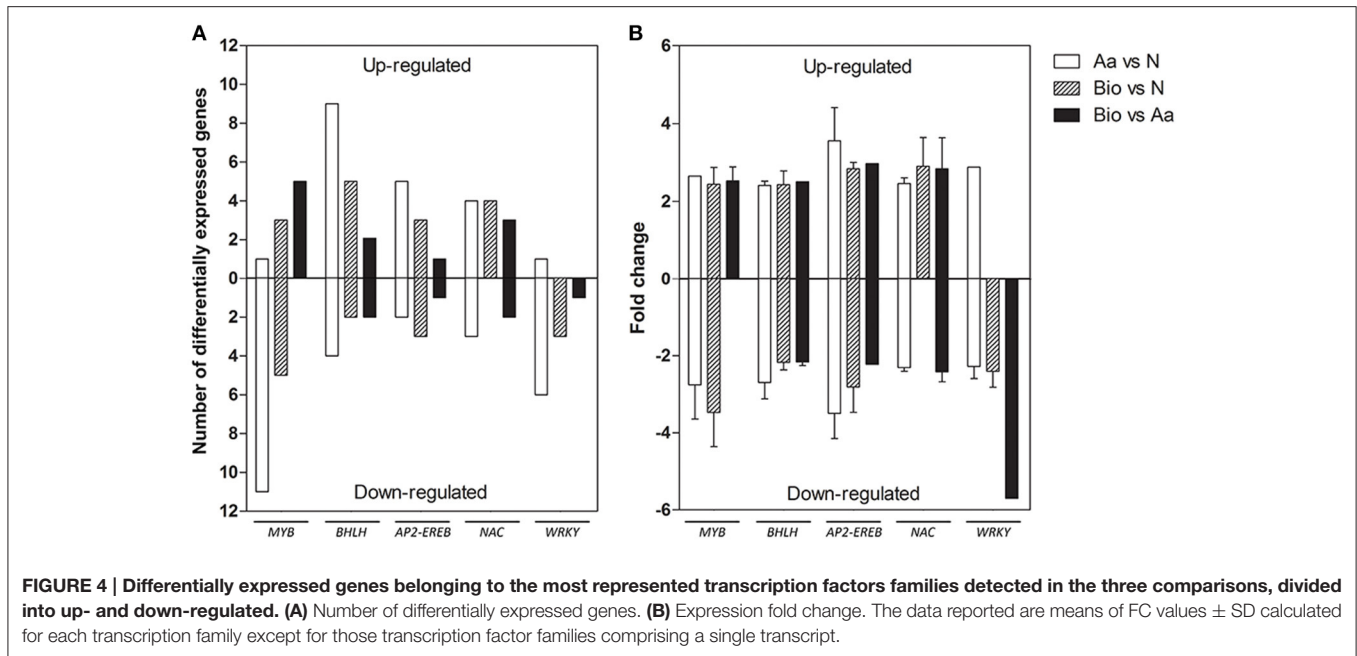 A
Number of differentially expressed genes
12
10
8
6
4
2
0
2
4
6
8
10
12
Up-regulated
Down-regulated
MYB BHLH AP2-EREB NAC WRKY
B
Fold change
6
4
2
0
-2
-4
-6
Up-regulated
Down-regulated
MYB BHLH AP2-EREB NAC WRKY
Aa vs N
Bio vs N
Bio vs Aa
FIGURE 4 | Differentially expressed genes belonging to the most represented transcription factors families detected in the three comparisons, divided
into up- and down-regulated. (A) Number of differentially expressed genes. (B) Expression fold change. The data reported are means of FC values ± SD calculated
for each transcription family except for those transcription factor families comprising a single transcript.